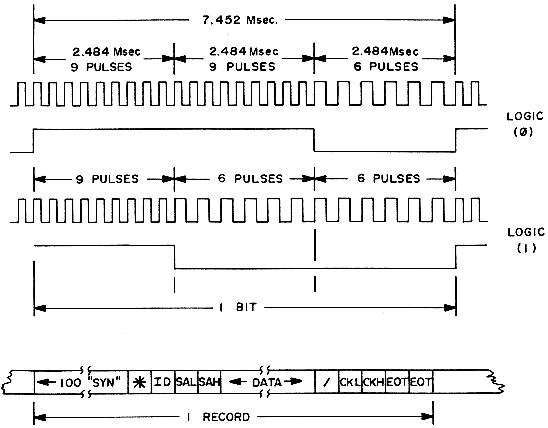 7.452 Msec.
2.484 Msec 2.484 Msec 2.484 Msec
9 PULSES 9 PULSES 6 PULSES
LOGIC
(Ø)
9 PULSES 6 PULSES 6 PULSES
LOGIC
(1)
1 BIT
100 "SYN" * ID SAL SAH DATA / CKL CKH EOT EOT
1 RECORD